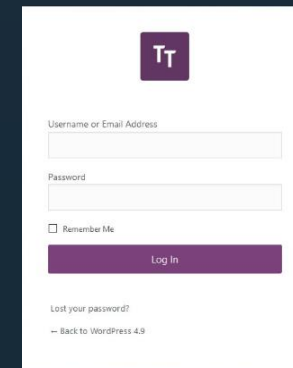 TT
Username or Email Address
Password
Remember Me
Log In
Lost your password?
← Back to WordPress 4.9